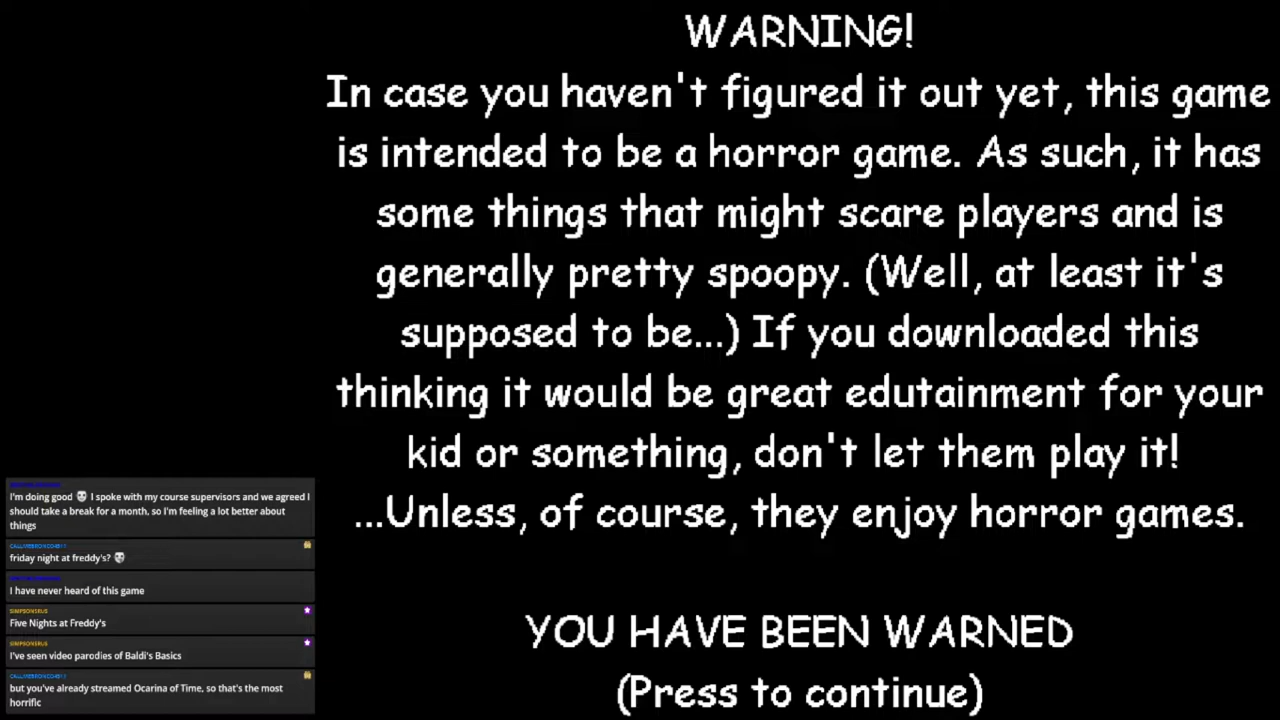 WARNING!
In case you haven't figured it out yet, this game
is intended to be a horror game. As such, it has
some things that might scare players and is
generally pretty spoopy. (Well, at least it's
supposed to be...) If you downloaded this
thinking it would be great edutainment for your
kid or something, don't let them play it!
...Unless, of course, they enjoy horror games.
YOU HAVE BEEN WARNED
(Press to continue)
I'm doing good I spoke with my course supervisors and we agreed I
should take a break for a month, so I'm feeling a lot better about
things
friday night at freddy's?
I have never heard of this game
SIMPSONSRUS
Five Nights at Freddy's
SIMPSONSRUS
I've seen video parodies of Baldi's Basics
but you've already streamed Ocarina of Time, so that's the most
horrific